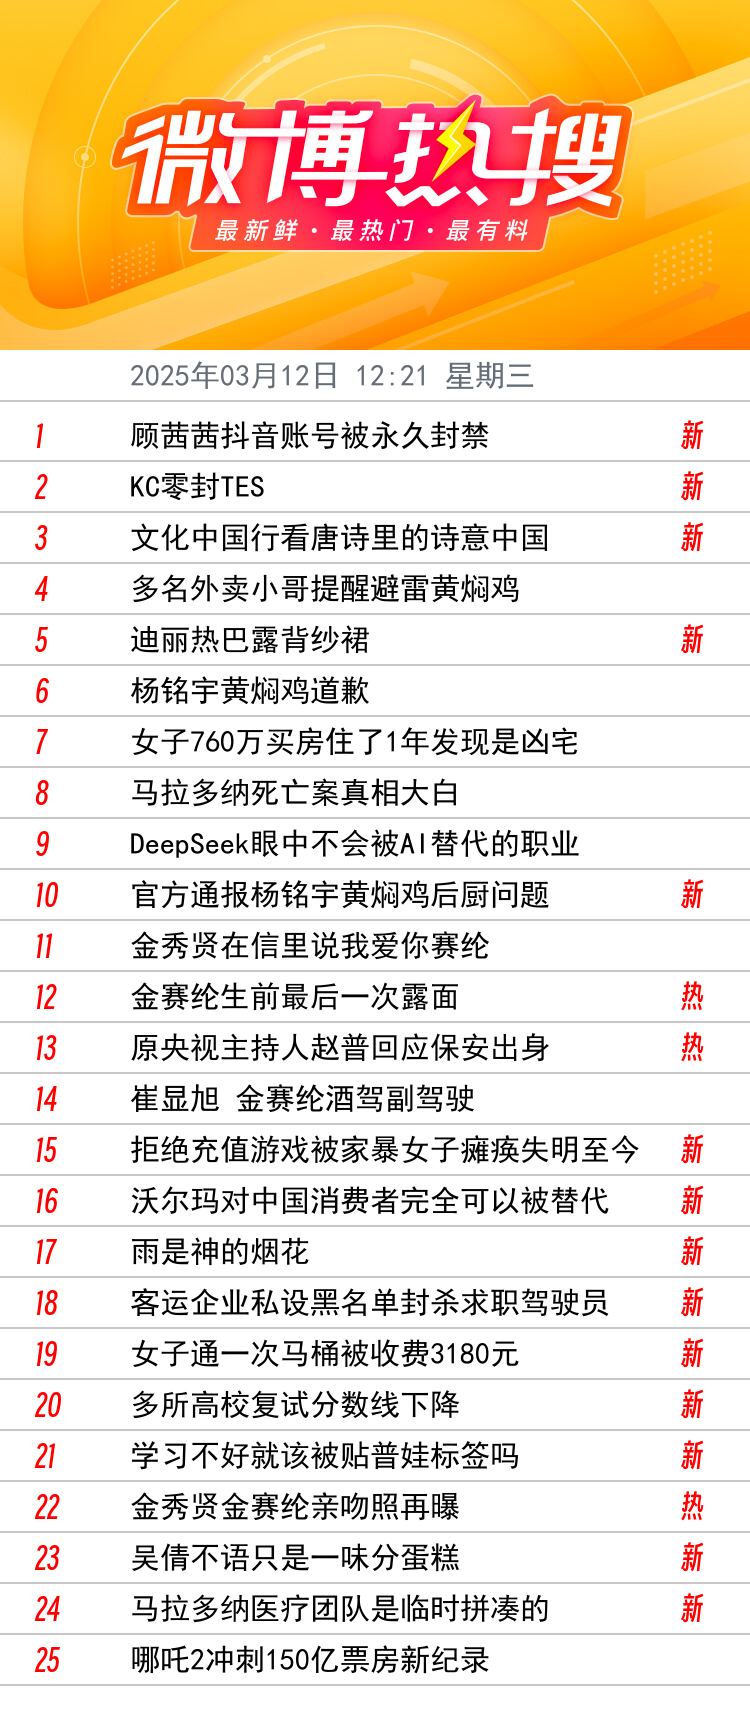 微博热搜
最新鲜·最热门·最有料
2025年03月12日 12:21 星期三
1 顾茜茜抖音账号被永久封禁 新
2 KC零封TES 新
3 文化中国行看唐诗里的诗意中国 新
4 多名外卖小哥提醒避雷黄焖鸡
5 迪丽热巴露背纱裙 新
6 杨铭宇黄焖鸡道歉
7 女子760万买房住了1年发现是凶宅
8 马拉多纳死亡案真相大白
9 DeepSeek眼中不会被AI替代的职业
10 官方通报杨铭宇黄焖鸡后厨问题 新
11 金秀贤在信里说我爱你赛纶
12 金赛纶生前最后一次露面 热
13 原央视主持人赵普回应保安出身 热
14 崔显旭 金赛纶酒驾副驾驶
15 拒绝充值游戏被家暴女子瘫痪失明至今 新
16 沃尔玛对中国消费者完全可以被替代 新
17 雨是神的烟花 新
18 客运企业私设黑名单封杀求职驾驶员 新
19 女子通一次马桶被收费3180元 新
20 多所高校复试分数线下降 新
21 学习不好就该被贴普娃标签吗 新
22 金秀贤金赛纶亲吻照再曝 热
23 吴倩不语只是一味分蛋糕 新
24 马拉多纳医疗团队是临时拼凑的 新
25 哪吒2冲刺150亿票房新纪录